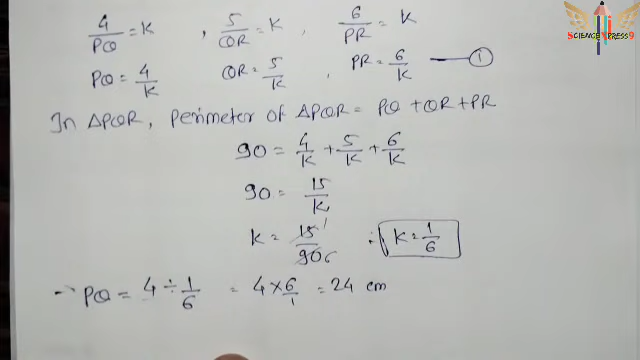 4/PQ = K , 5/QR = K , 6/PR = K
PQ = 4/K QR = 5/K , PR = 6/K — (i)
In ΔPQR, Perimeter of ΔPQR = PQ + QR + PR
90 = 4/K + 5/K + 6/K
90 = 15/K
K = 15/90 1 6 ∴ K = 1/6
PQ = 4 ÷ 1/6 = 4 × 6/1 = 24 cm
SCIENCE XPRESS9